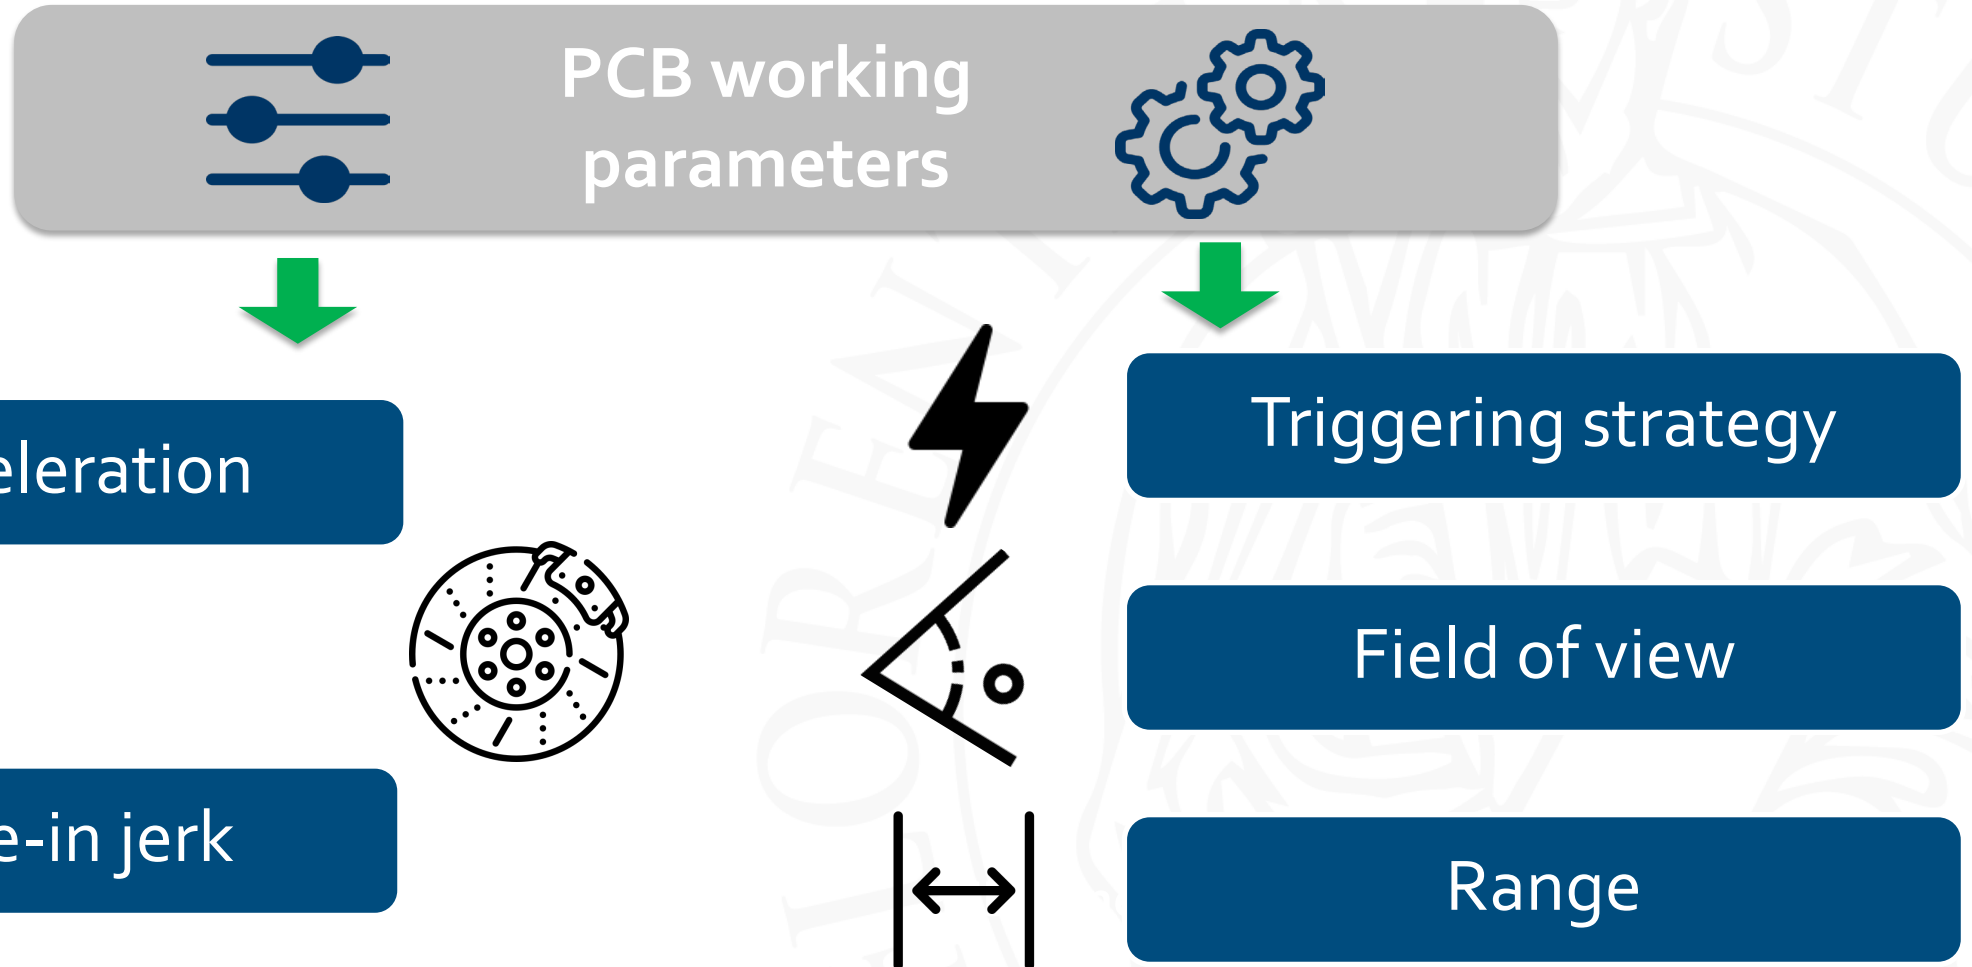 PCB working
parameters
eleration
Triggering strategy
Field of view
e-in jerk
Range